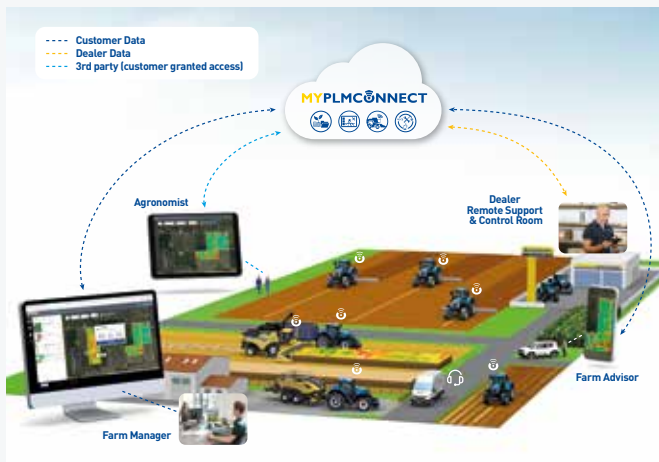 Customer Data
Dealer Data
3rd party (customer granted access)
MYPLMCONNECT
Agronomist
Dealer
Remote Support
& Control Room
Farm Advisor
Farm Manager